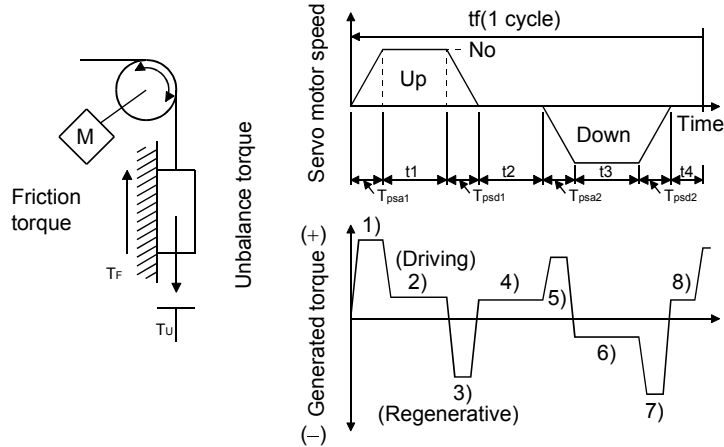 M
Friction
torque
TF
TU
Unbalance torque
Servo motor speed
tf(1 cycle)
No
Up
Down
Time
t1
t2
t3
t4
Tpsa1
Tpsd1
Tpsa2
Tpsd2
Generated torque
(+)
1)
(Driving)
2)
4)
5)
8)
6)
3)
7)
(Regenerative)
(–)